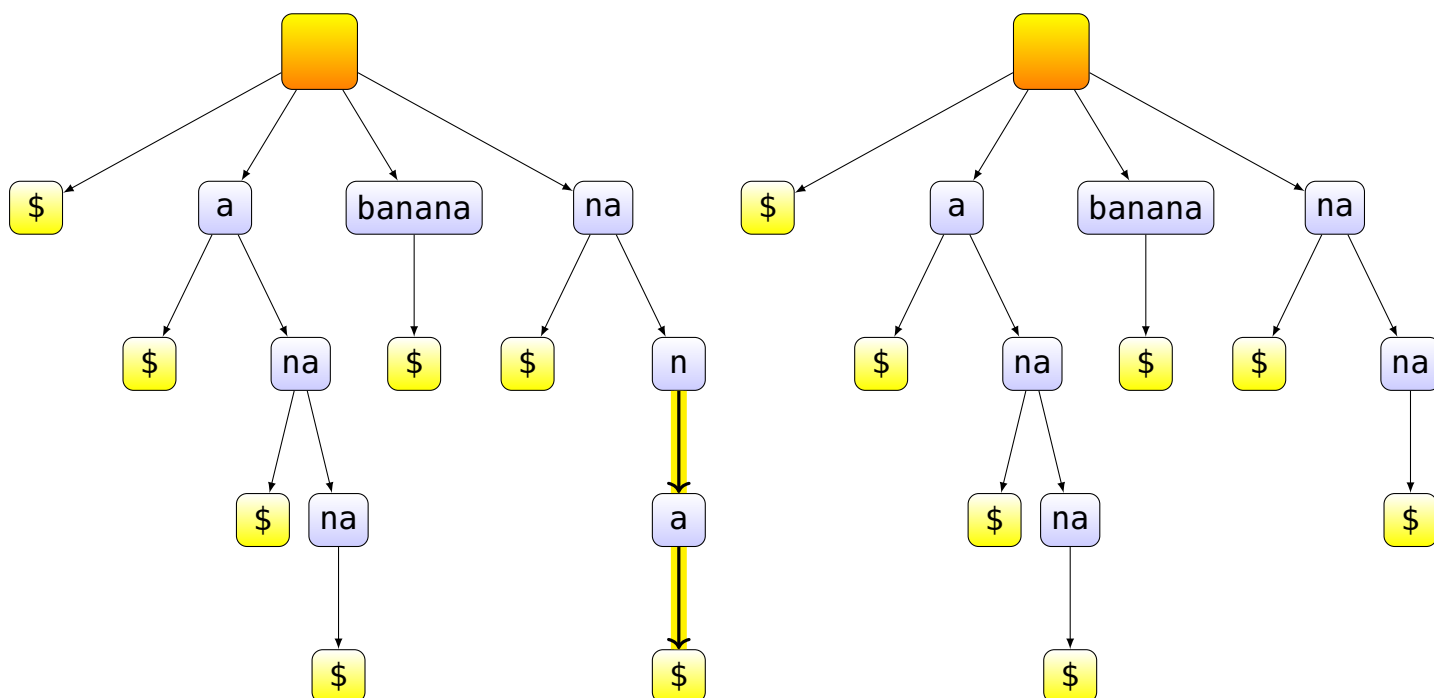 $ a banana na $ a banana na
$ na $ $ n $ na $ $ na
$ na a $ na $
$ $ $